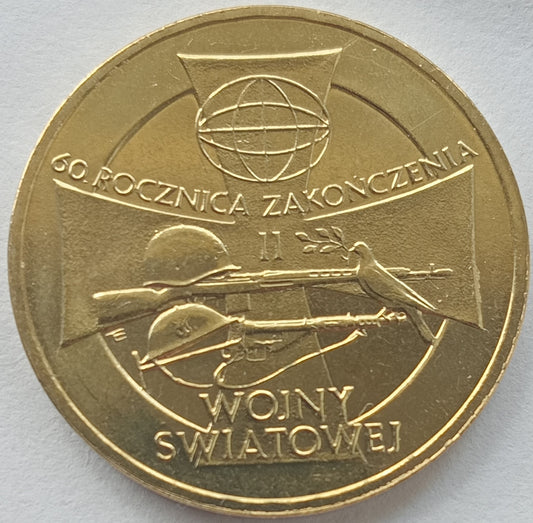 60. ROCZNICA ZAKOŃCZENIA
II
WOJNY
ŚWIATOWEJ